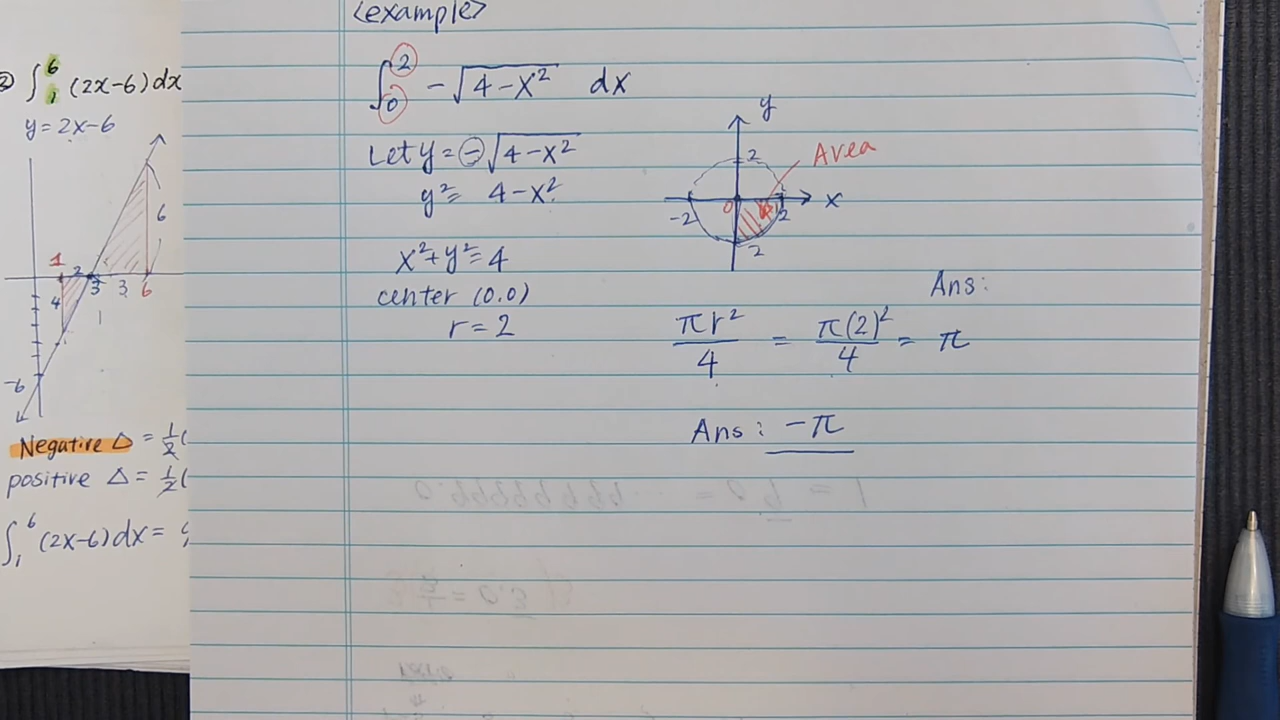 ② ∫₁⁶ (2x-6)dx
y=2x-6
6
1
2
3
3
6
4
-6
Negative △ = 1/2(
positive △ = 1/2(
∫₁⁶ (2x-6)dx =
<example>
∫₀² -√(4-x²) dx
Let y = -√(4-x²)
y² = 4-x²
x²+y²=4
center (0.0)
r = 2
y
2
Area
-2
0
2
x
-2
Ans:
πr²/4 = π(2)²/4 = π
Ans: -π